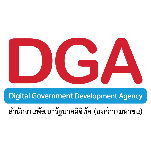 DGA
Digital Government Development Agency
สำนักงานพัฒนารัฐบาลดิจิทัล (องค์การมหาชน)